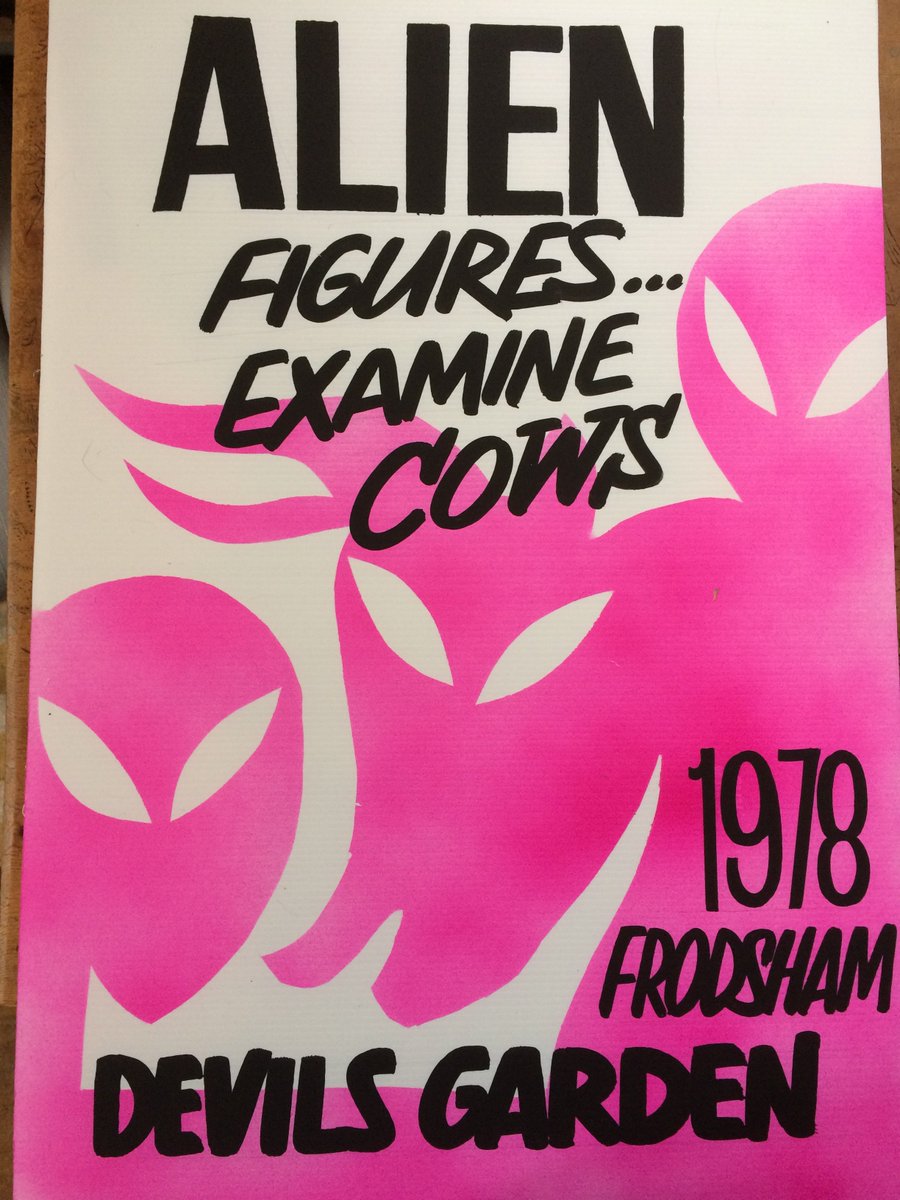 ALIEN
FIGURES...
EXAMINE
COWS
1978
FRODSHAM
DEVILS GARDEN